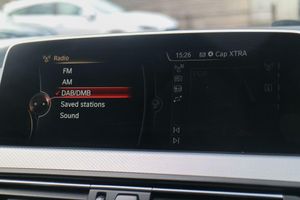 Radio
15:26
Cap XTRA
FM
AM
DAB/DMB
Saved stations
Sound